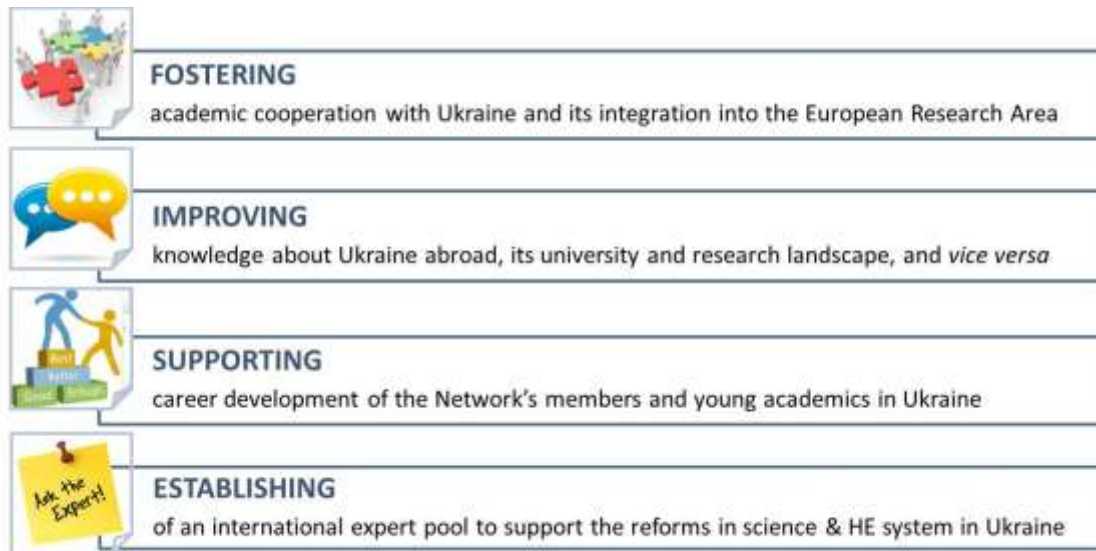 FOSTERING
academic cooperation with Ukraine and its integration into the European Research Area
IMPROVING
knowledge about Ukraine abroad, its university and research landscape, and vice versa
Best
Better
Good
SUPPORTING
career development of the Network's members and young academics in Ukraine
Ask the
Expert!
ESTABLISHING
of an international expert pool to support the reforms in science & HE system in Ukraine